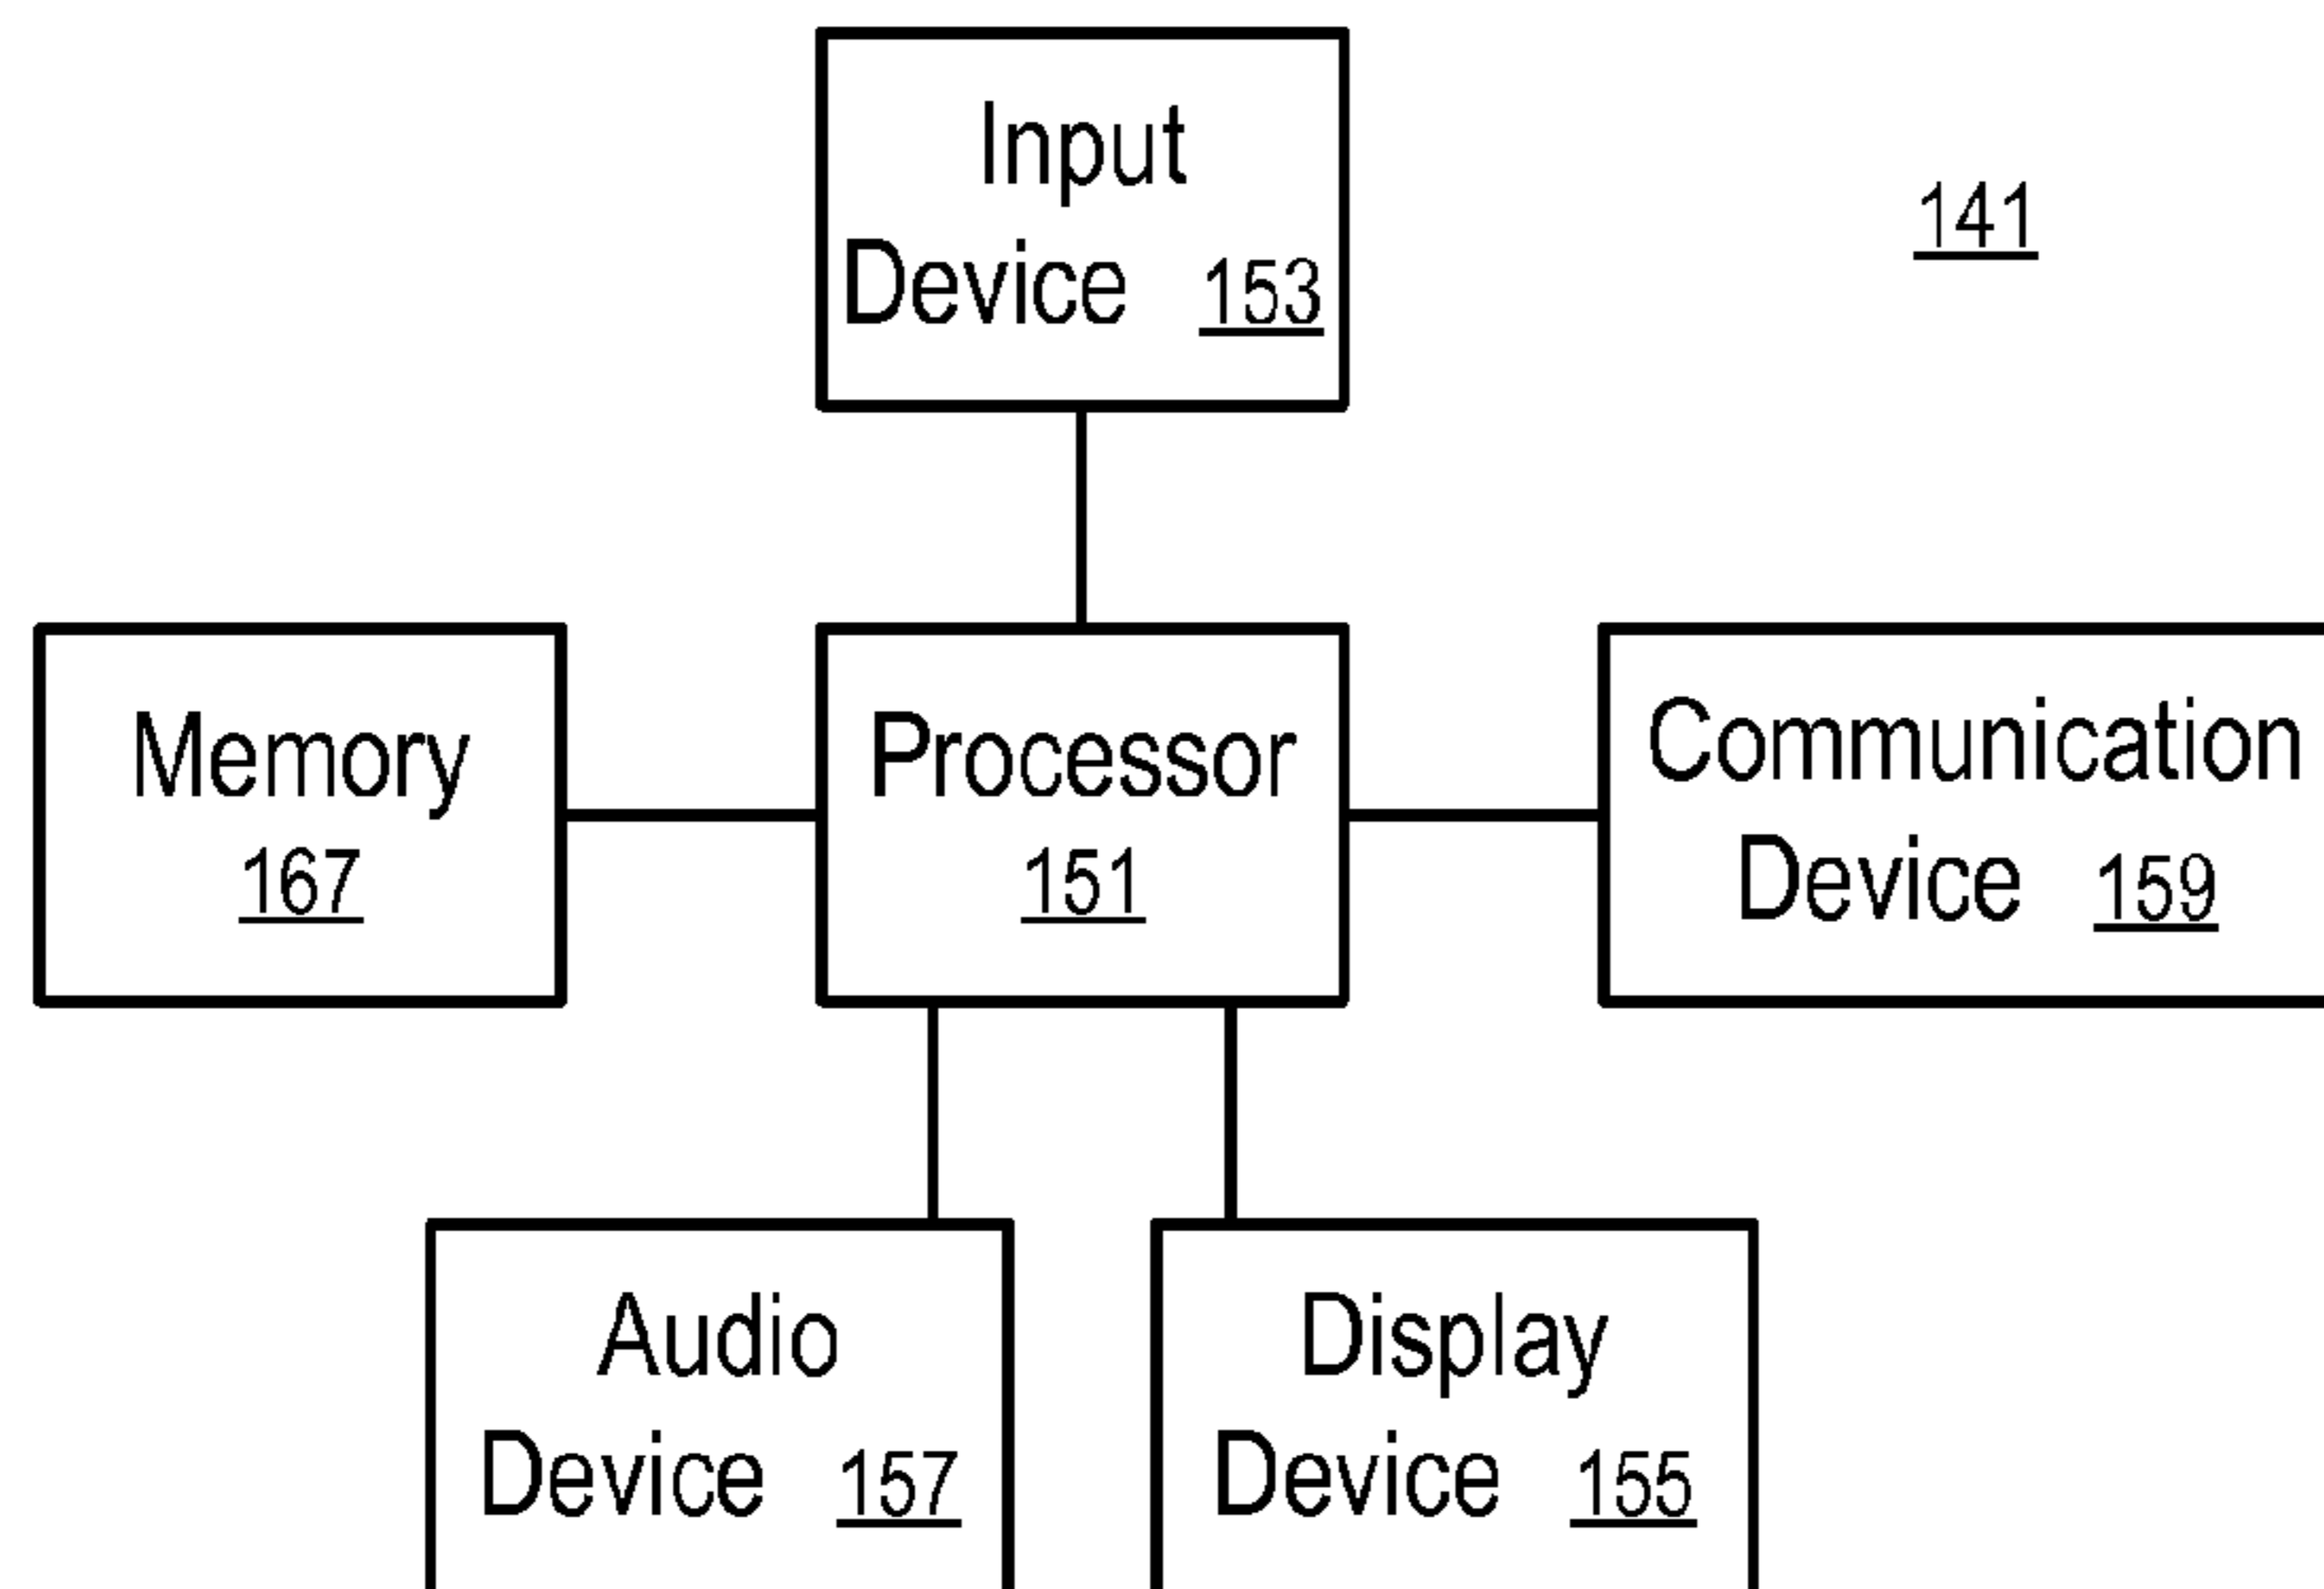 Input
Device 153
141
Memory
167
Processor
151
Communication
Device 159
Audio
Device 157
Display
Device 155